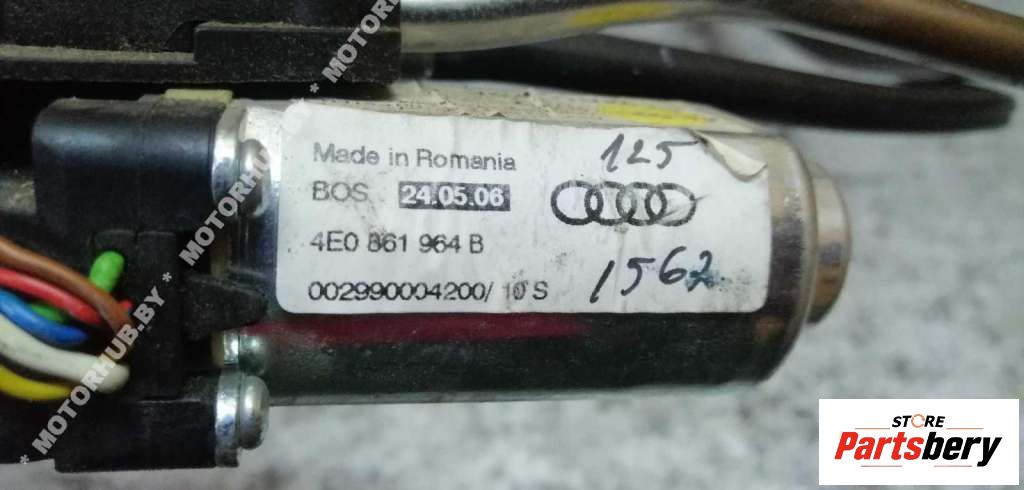 Made in Romania
125
BOS 24.05.06
4E0 861 964 B
1562
002990004200/ 10 S
MOTORHUB.BY * MOTORHUB.BY * MOTORHUB
STORE
Partsbery